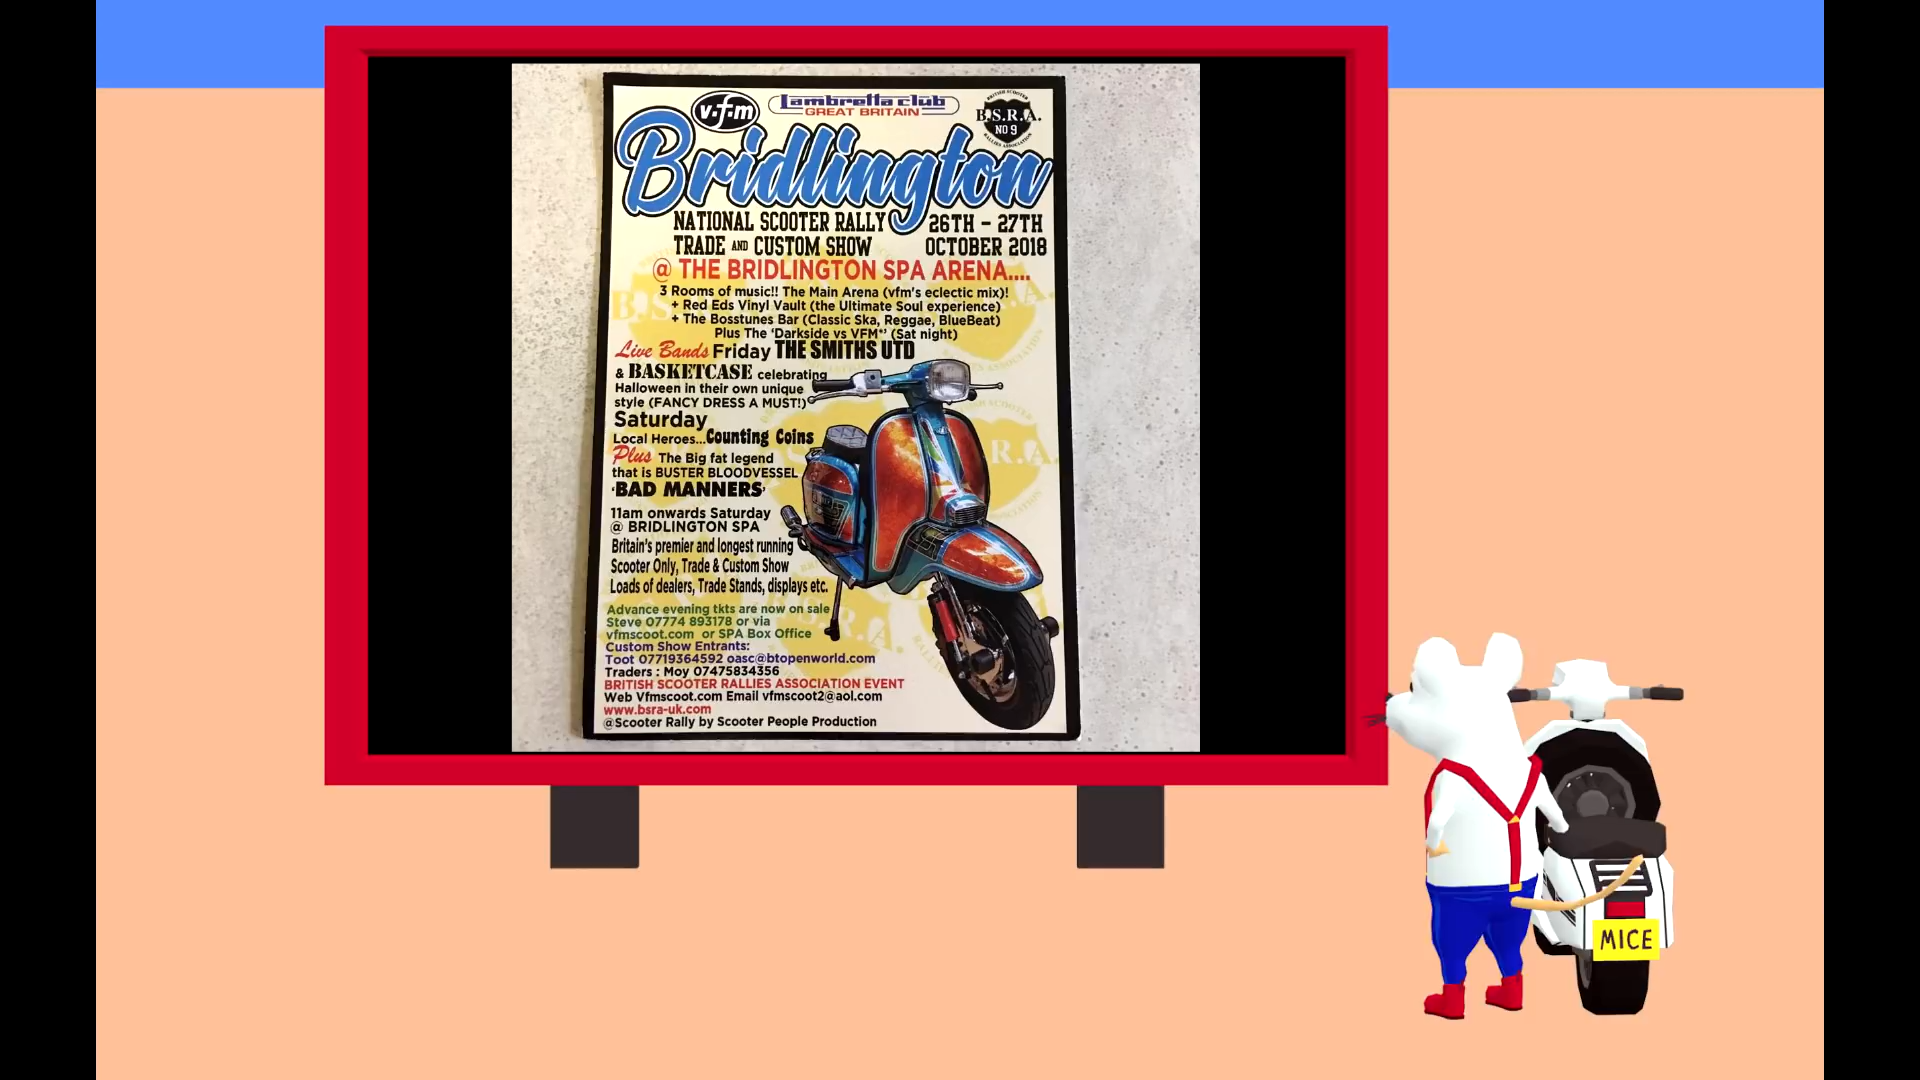 v.f.m
Lambretta club
GREAT BRITAIN
BRITISH SCOOTER
B.S.R.A.
NO 9
RALLIES ASSOCIATION
Bridlington
NATIONAL SCOOTER RALLY 26TH - 27TH
TRADE AND CUSTOM SHOW OCTOBER 2018
@ THE BRIDLINGTON SPA ARENA....
3 Rooms of music!! The Main Arena (vfm's eclectic mix)!
+ Red Eds Vinyl Vault (the Ultimate Soul experience)
+ The Bosstunes Bar (Classic Ska, Reggae, BlueBeat)
Plus The 'Darkside vs VFM*' (Sat night)
Live Bands Friday THE SMITHS UTD
& BASKETCASE celebrating
Halloween in their own unique
style (FANCY DRESS A MUST!)
Saturday
Local Heroes...Counting Coins
Plus The Big fat legend
that is BUSTER BLOODVESSEL
'BAD MANNERS'
11am onwards Saturday
@ BRIDLINGTON SPA
Britain's premier and longest running
Scooter Only, Trade & Custom Show
Loads of dealers, Trade Stands, displays etc.
Advance evening tkts are now on sale
Steve 07774 893178 or via
vfmscoot.com or SPA Box Office
Custom Show Entrants:
Toot 07719364592 oasc@btopenworld.com
Traders : Moy 07475834356
BRITISH SCOOTER RALLIES ASSOCIATION EVENT
Web Vfmscoot.com Email vfmscoot2@aol.com
www.bsra-uk.com
@Scooter Rally by Scooter People Production
MICE